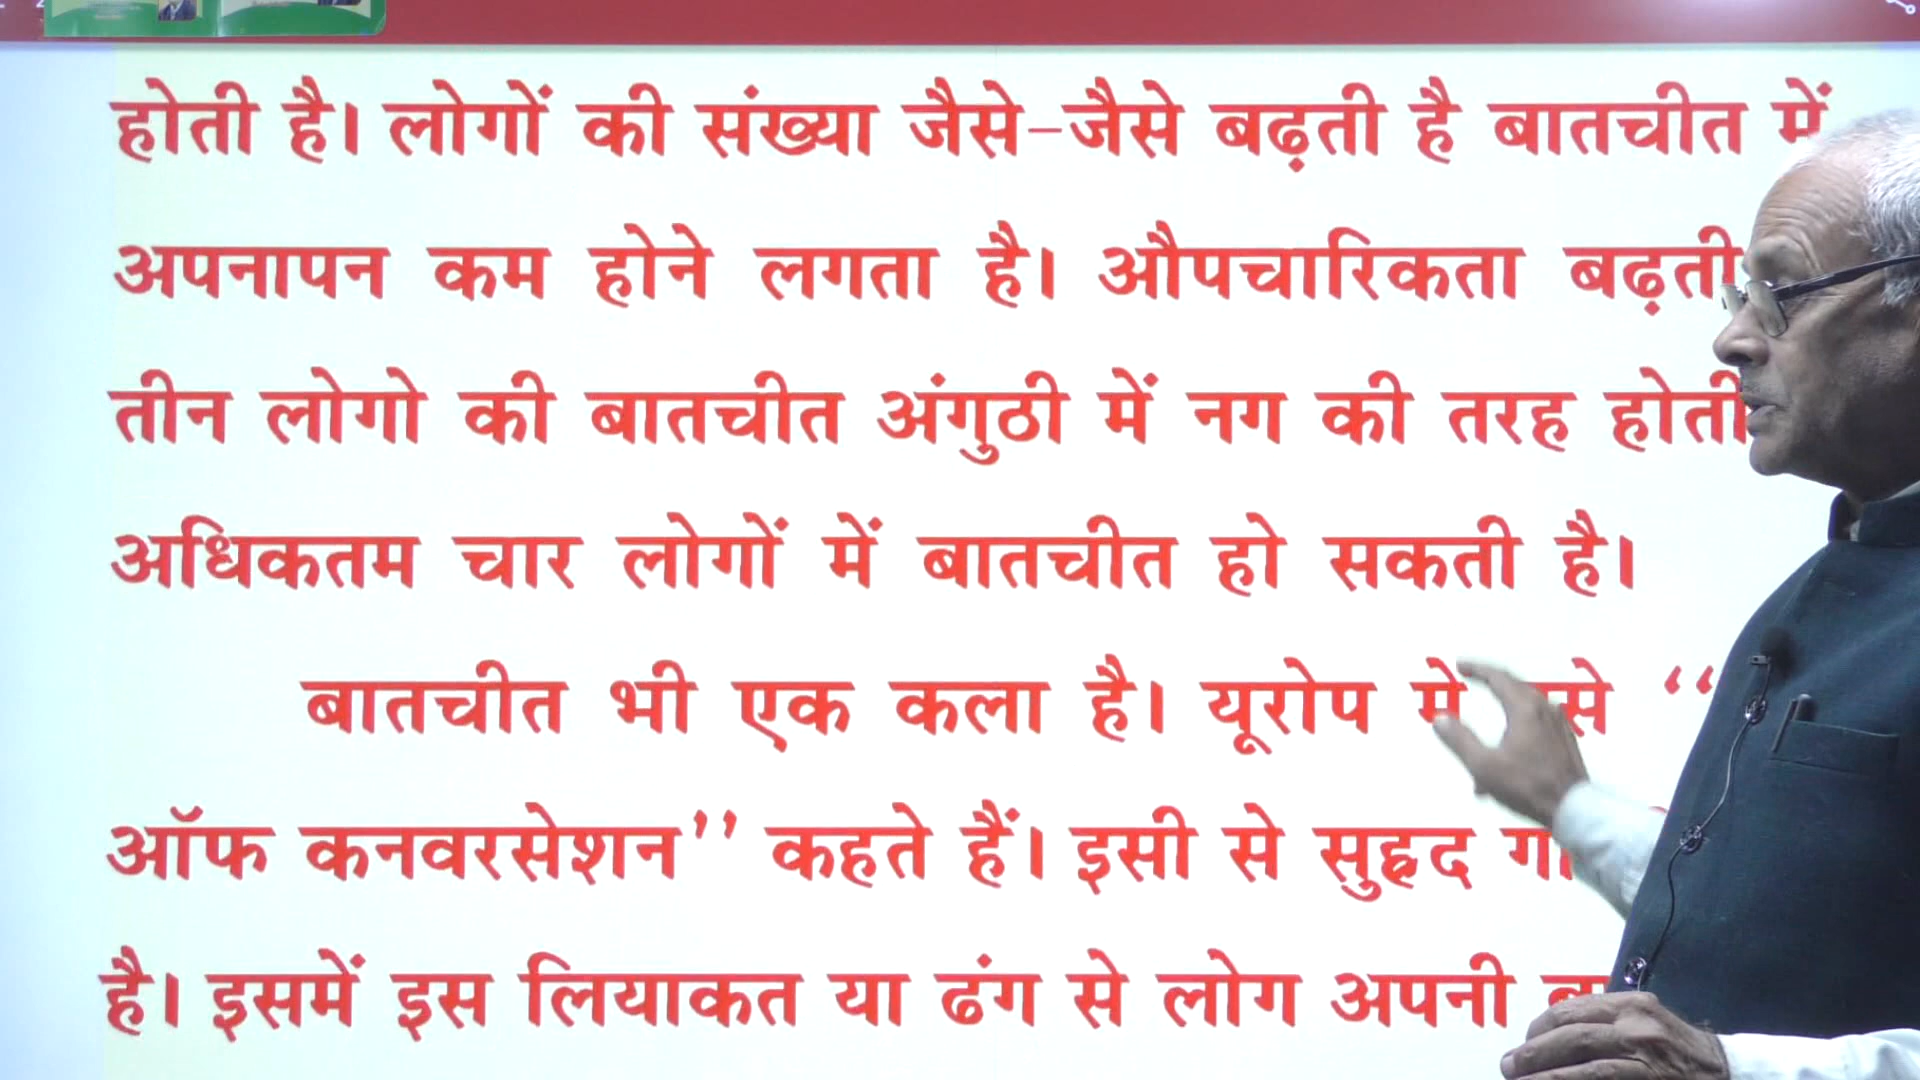 होती है। लोगों की संख्या जैसे-जैसे बढ़ती है बातचीत में
अपनापन कम होने लगता है। औपचारिकता बढ़ती
तीन लोगो की बातचीत अंगुठी में नग की तरह होती
अधिकतम चार लोगों में बातचीत हो सकती है।
बातचीत भी एक कला है। यूरोप मे “
ऑफ कनवरसेशन” कहते हैं। इसी से सुह्रद
है। इसमें इस लियाकत या ढंग से लोग अपनी